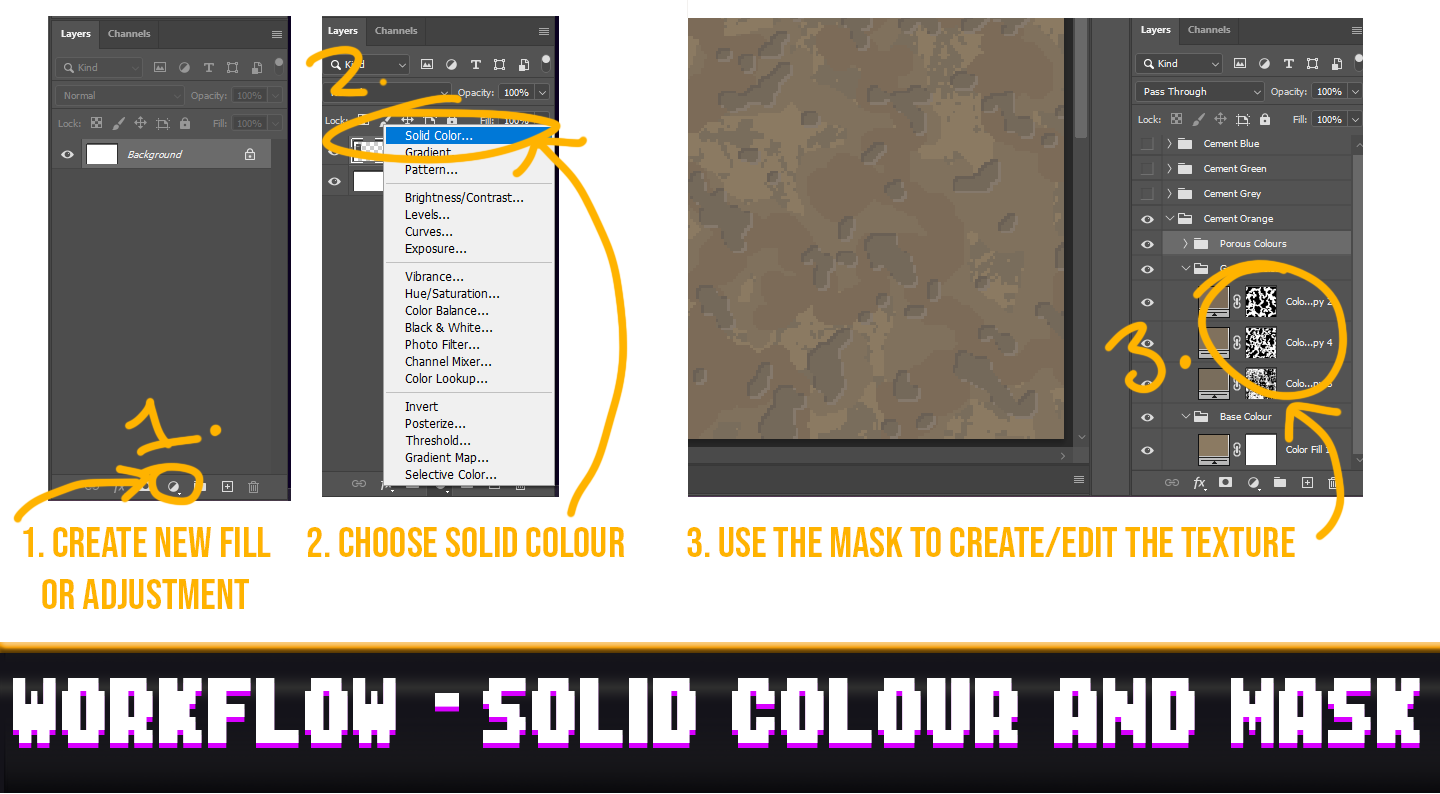 Layers Channels
Kind
Normal Opacity: 100%
Lock: Fill: 100%
Background
1.
1. CREATE NEW FILL
OR ADJUSTMENT
Layers Channels
2.
Opacity: 100%
Lock: Fill: 100%
Solid Color...
Gradient
Pattern...
Brightness/Contrast...
Levels...
Curves...
Exposure...
Vibrance...
Hue/Saturation...
Color Balance...
Black & White...
Photo Filter...
Channel Mixer...
Color Lookup...
Invert
Posterize...
Threshold...
Gradient Map...
Selective Color...
2. CHOOSE SOLID COLOUR
Layers Channels
Kind
Pass Through Opacity: 100%
Lock: Fill: 100%
Cement Blue
Cement Green
Cement Grey
Cement Orange
Porous Colours
Colo...py 2
3.
Colo...py 4
Base Colour
Color Fill 1
fx
3. USE THE MASK TO CREATE/EDIT THE TEXTURE
WORKFLOW - SOLID COLOUR AND MASK